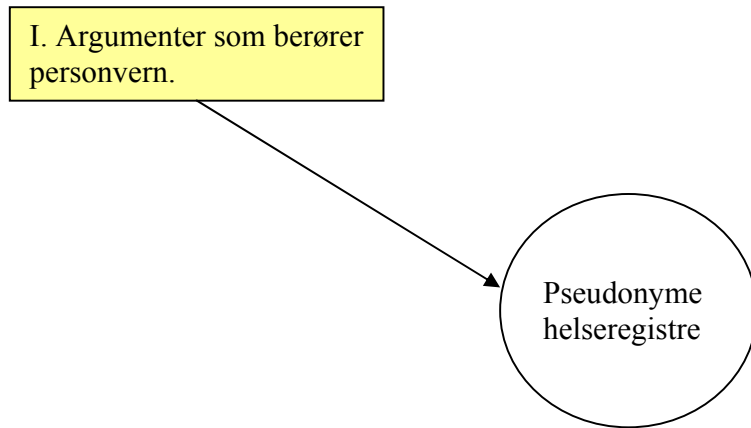 I. Argumenter som berører
personvern.
Pseudonyme
helseregistre